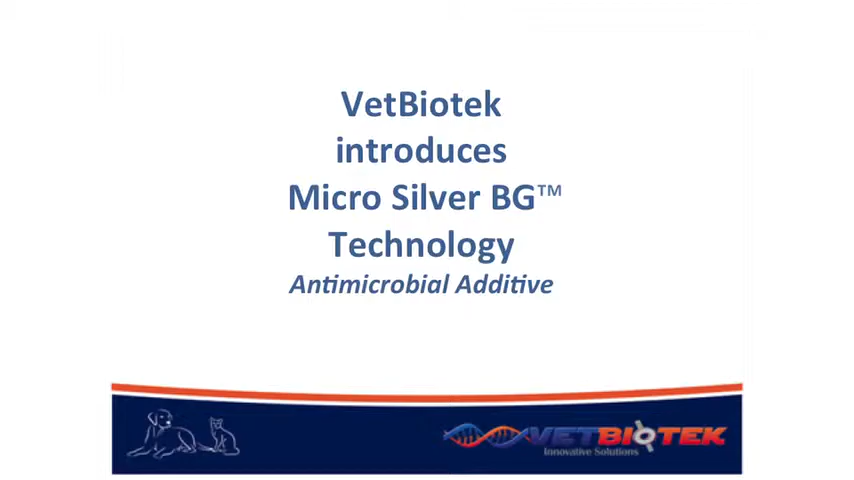 VetBiotek
introduces
Micro Silver BG™
Technology
Antimicrobial Additive
VETBIOTEK
Innovative Solutions